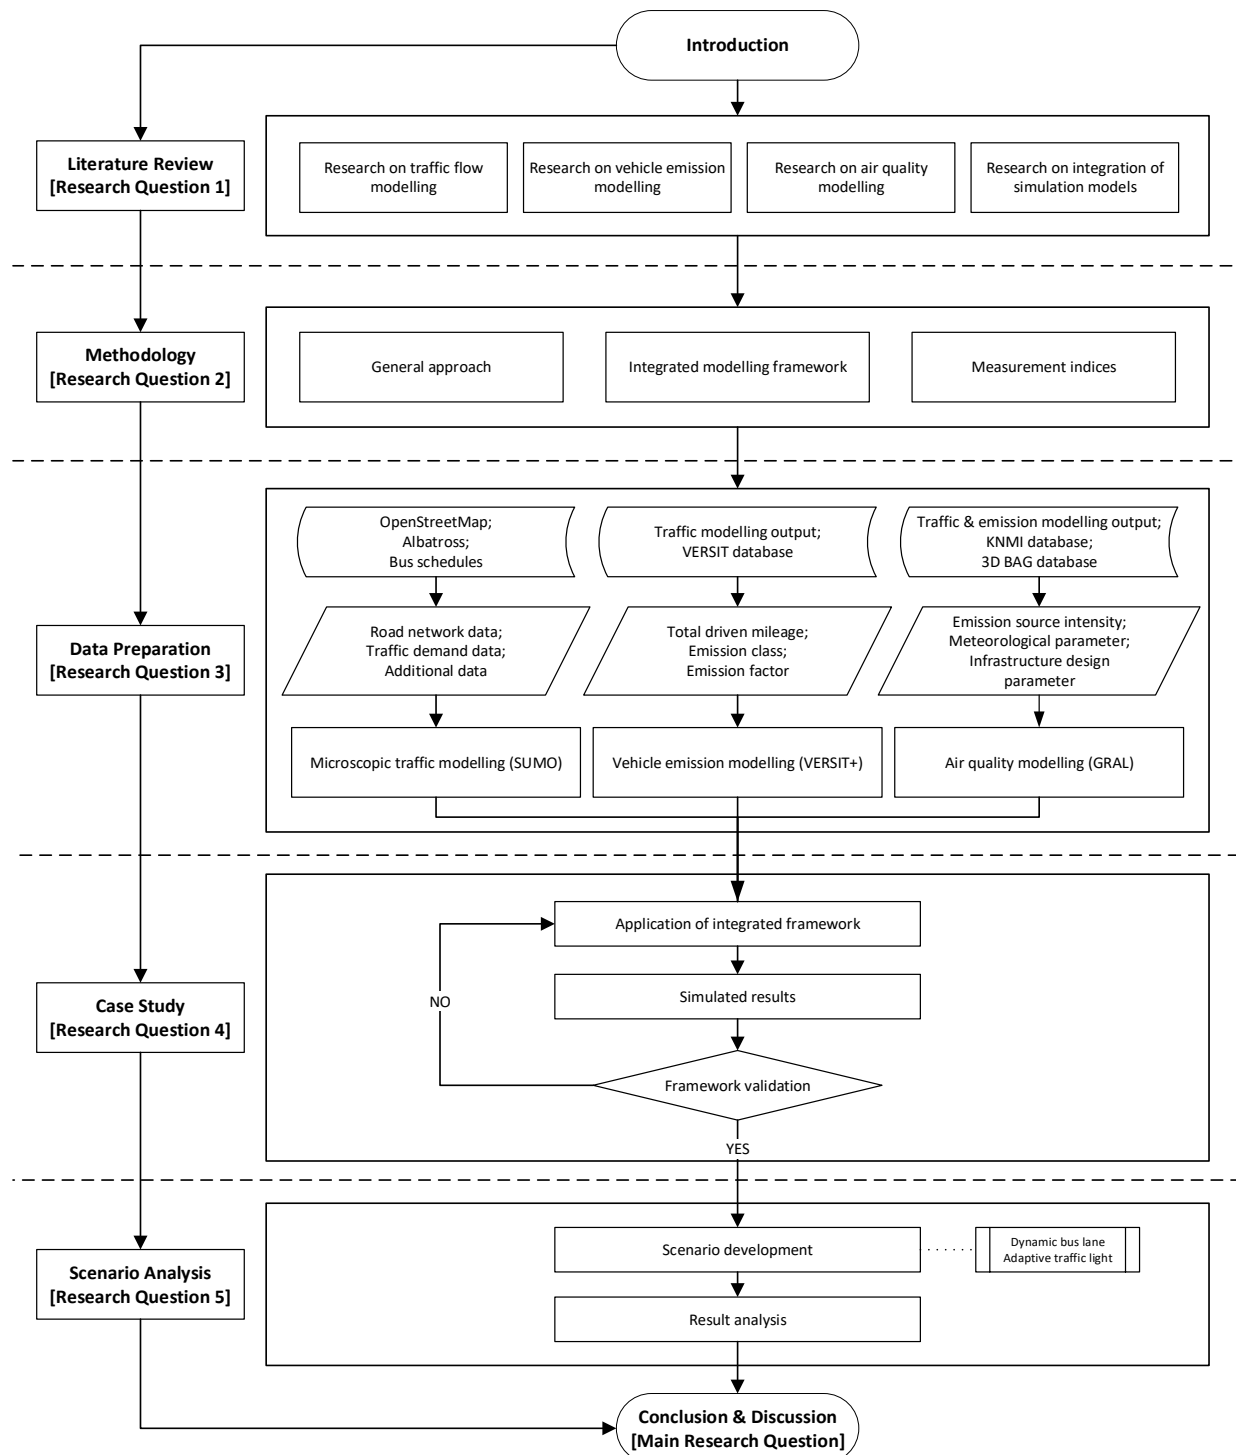 Introduction
Literature Review
[Research Question 1]
Research on traffic flow
modelling
Research on vehicle emission
modelling
Research on air quality
modelling
Research on integration of
simulation models
Methodology
[Research Question 2]
General approach
Integrated modelling framework
Measurement indices
Data Preparation
[Research Question 3]
OpenStreetMap;
Albatross;
Bus schedules
Traffic modelling output;
VERSIT database
Traffic & emission modelling output;
KNMI database;
3D BAG database
Road network data;
Traffic demand data;
Additional data
Total driven mileage;
Emission class;
Emission factor
Emission source intensity;
Meteorological parameter;
Infrastructure design
parameter
Microscopic traffic modelling (SUMO)
Vehicle emission modelling (VERSIT+)
Air quality modelling (GRAL)
Case Study
[Research Question 4]
Application of integrated framework
Simulated results
NO
Framework validation
YES
Scenario Analysis
[Research Question 5]
Scenario development
Dynamic bus lane
Adaptive traffic light
Result analysis
Conclusion & Discussion
[Main Research Question]